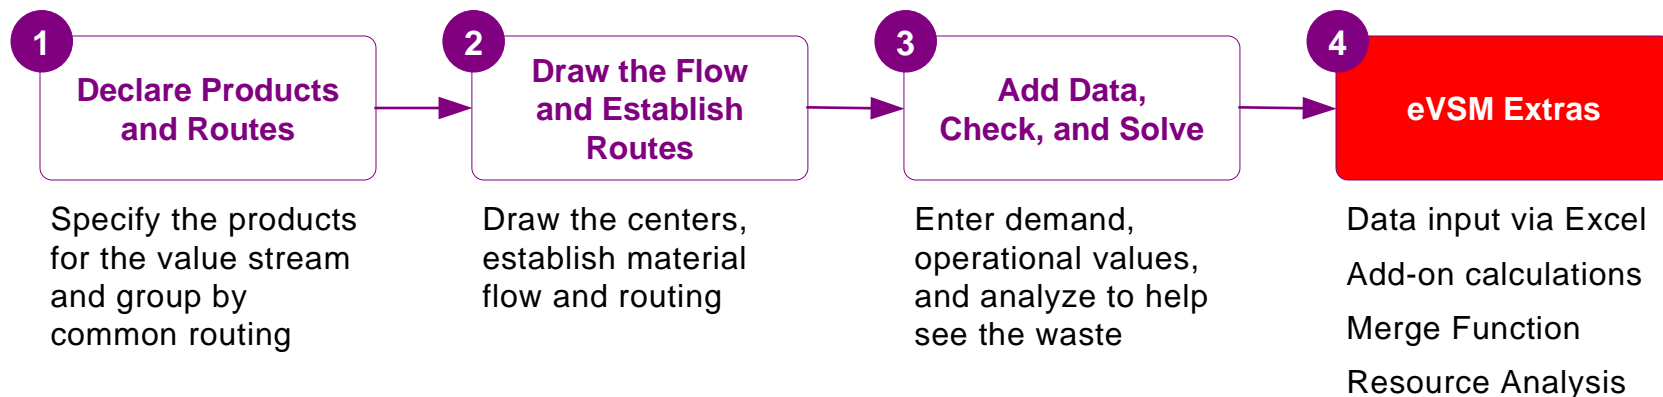 1
Declare Products
and Routes
Specify the products
for the value stream
and group by
common routing
2
Draw the Flow
and Establish
Routes
Draw the centers,
establish material
flow and routing
3
Add Data,
Check, and Solve
Enter demand,
operational values,
and analyze to help
see the waste
4
eVSM Extras
Data input via Excel
Add-on calculations
Merge Function
Resource Analysis